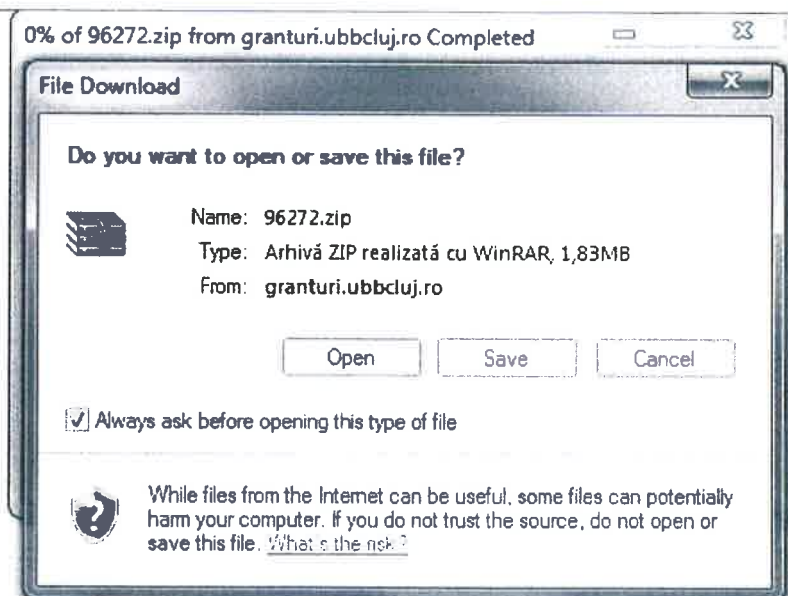 0% of 96272.zip from granturi.ubbcluj.ro Completed
File Download
Do you want to open or save this file?
Name: 96272.zip
Type: Arhivă ZIP realizată cu WinRAR, 1,83MB
From: granturi.ubbcluj.ro
Open Save Cancel
Always ask before opening this type of file
While files from the Internet can be useful, some files can potentially
harm your computer. If you do not trust the source, do not open or
save this file. What's the risk?